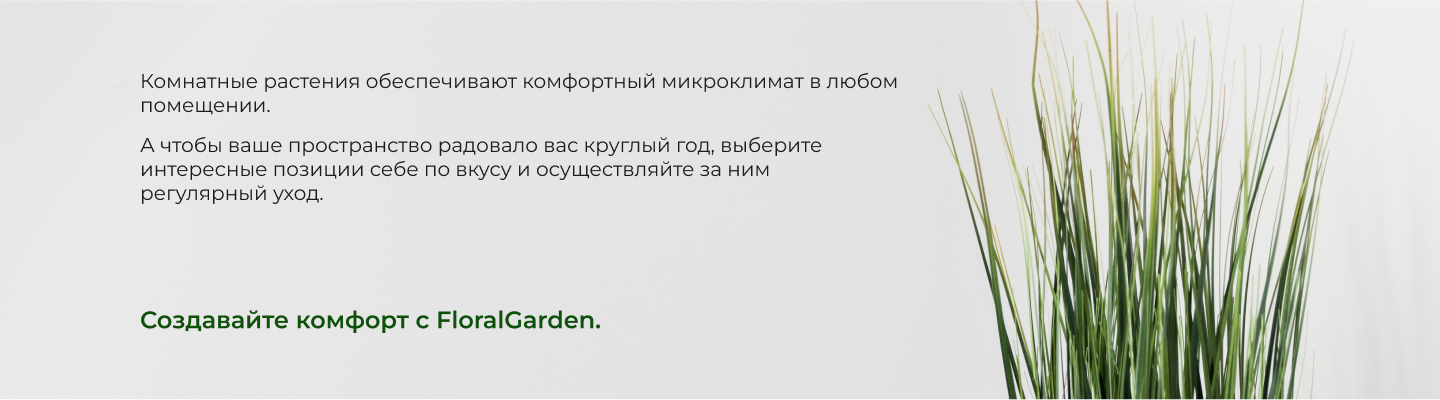 Комнатные растения обеспечивают комфортный микроклимат в любом
помещении.
А чтобы ваше пространство радовало вас круглый год, выберите
интересные позиции себе по вкусу и осуществляйте за ним
регулярный уход.
Создавайте комфорт с FloralGarden.